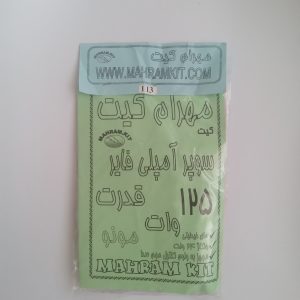 مهرام کیت
WWW.MAHRAMKIT.COM
113
مهرام کیت
MAHRAM.KIT
کیت
سوپر آمپلی فایر
قدرت ۱۲۵
وات
مونو
MAHRAM KIT